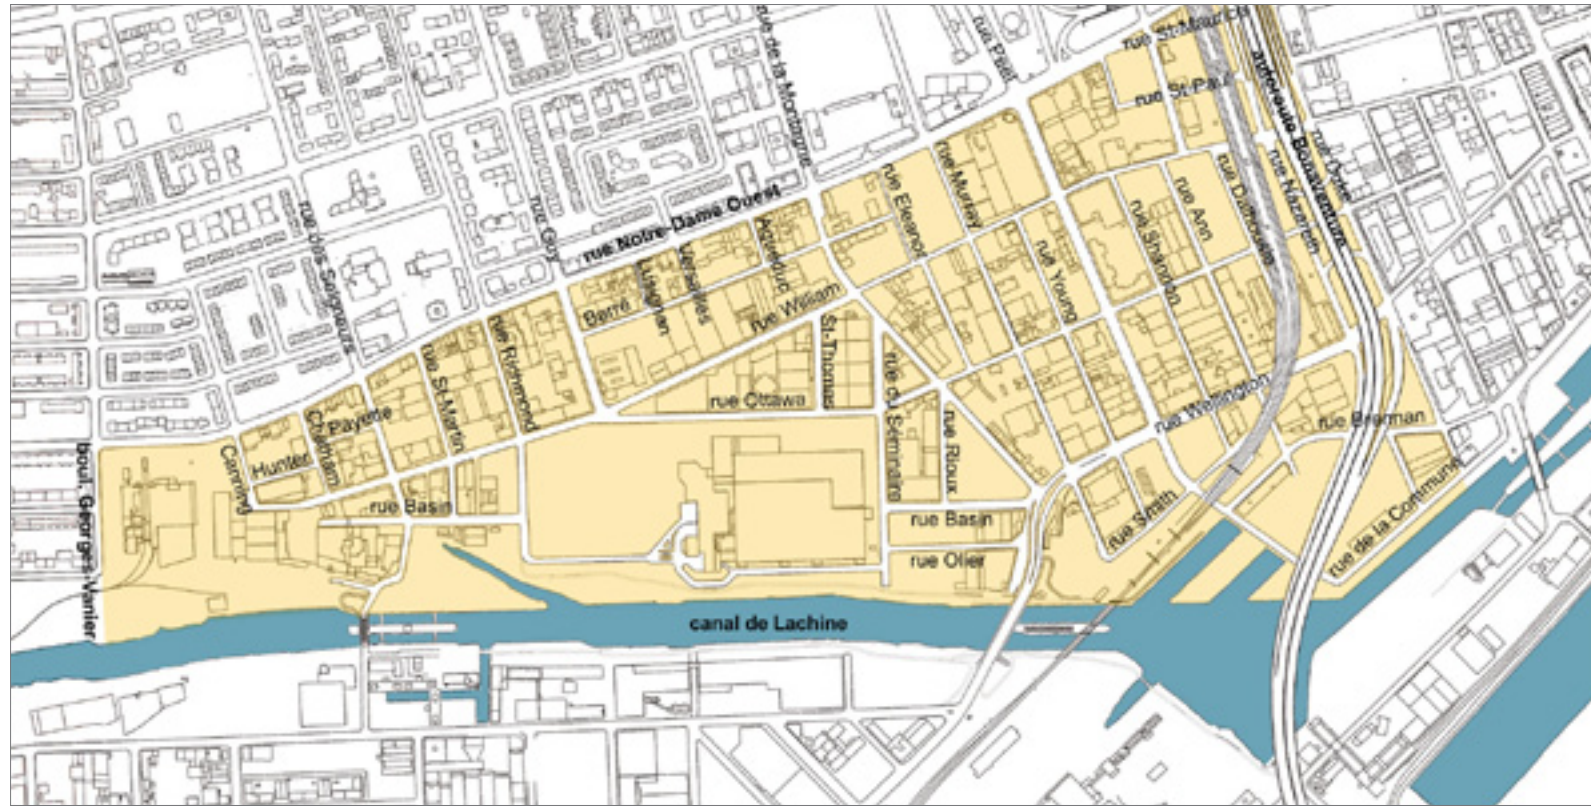 rue St-Maurice
rue de la Montagne
rue Peel
autoroute Bonaventure
rue St-Paul
rue Duke
rue Nazareth
rue Dalhousie
rue Ann
rue Shannon
rue Murray
rue Eleanor
rue Young
rue des Seigneurs
rue Guy
rue Notre-Dame Ouest
Aqueduc
Versailles
Lusignan
Barré
rue William
rue Richmond
rue St-Martin
St-Thomas
rue Ottawa
rue du Séminaire
rue Rioux
rue Wellington
rue Brennan
Payette
Chatham
Hunter
Canning
boul. Georges-Vanier
rue Basin
rue Basin
rue Olier
rue Smith
rue de la Commune
canal de Lachine